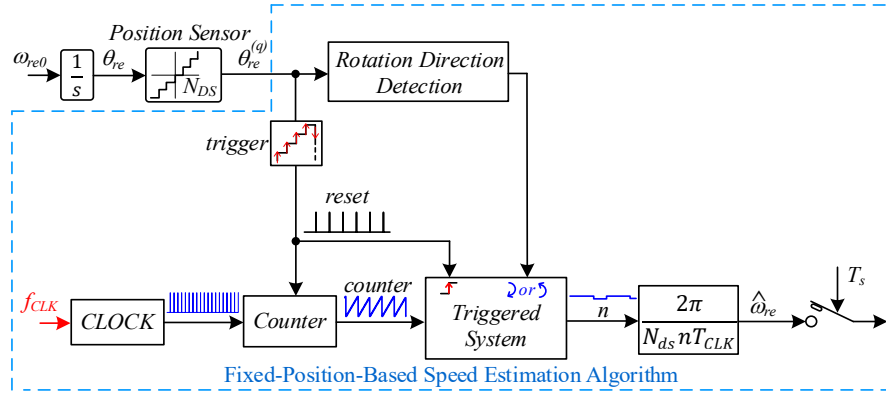 Position Sensor
ω_re0
1/s
θ_re
N_DS
θ_re^(q)
Rotation Direction
Detection
trigger
reset
f_CLK
CLOCK
Counter
counter
or
Triggered
System
n
2π
N_ds nT_CLK
ω̂_re
T_s
Fixed-Position-Based Speed Estimation Algorithm